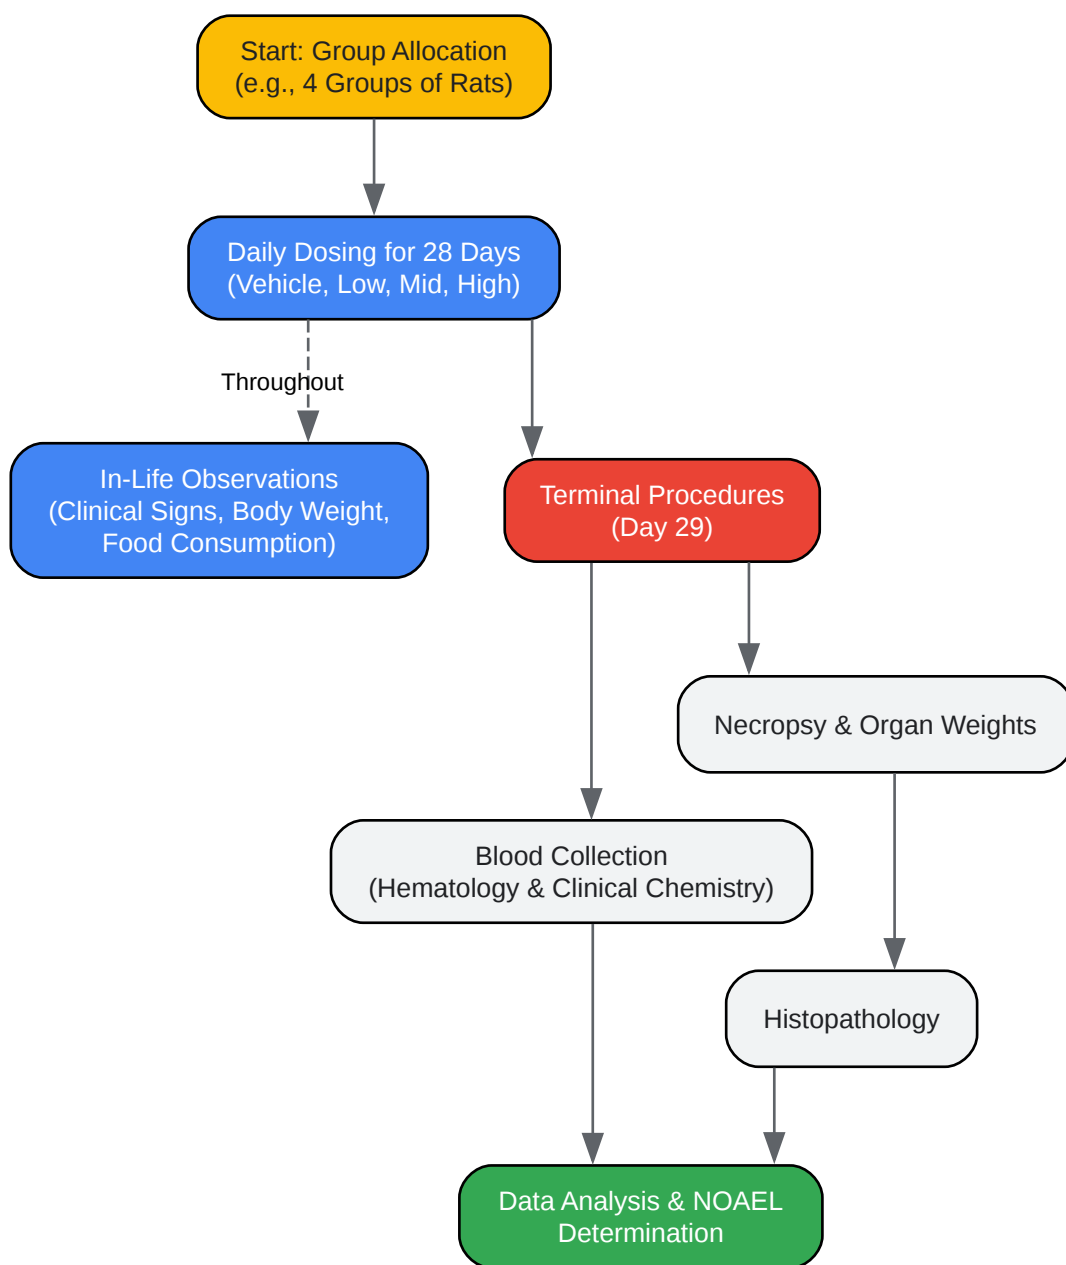 Start: Group Allocation
(e.g., 4 Groups of Rats)
Daily Dosing for 28 Days
(Vehicle, Low, Mid, High)
Throughout
In-Life Observations
(Clinical Signs, Body Weight,
Food Consumption)
Terminal Procedures
(Day 29)
Necropsy & Organ Weights
Blood Collection
(Hematology & Clinical Chemistry)
Histopathology
Data Analysis & NOAEL
Determination